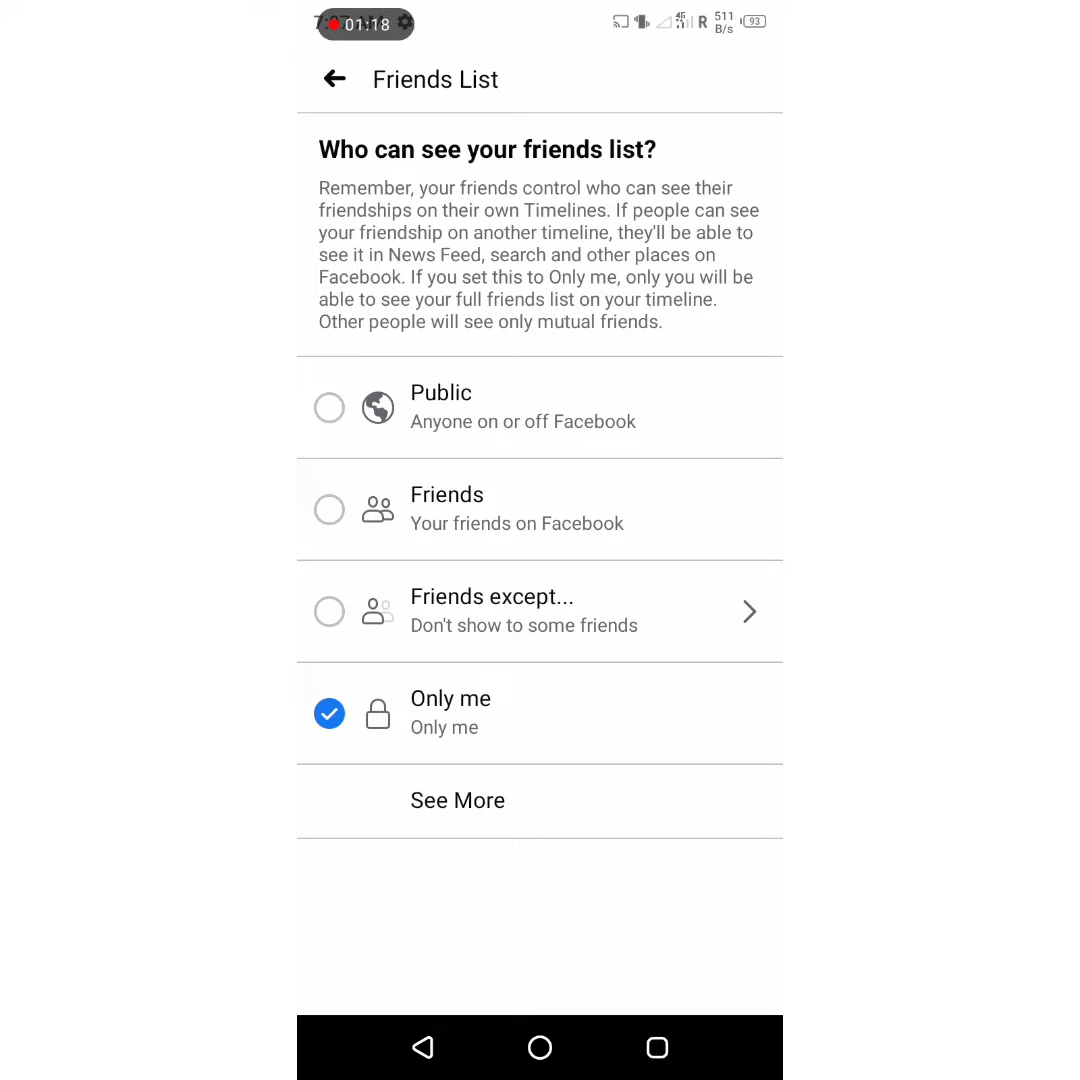 01:18
4G
R
511
B/s
93
Friends List
Who can see your friends list?
Remember, your friends control who can see their
friendships on their own Timelines. If people can see
your friendship on another timeline, they'll be able to
see it in News Feed, search and other places on
Facebook. If you set this to Only me, only you will be
able to see your full friends list on your timeline.
Other people will see only mutual friends.
Public
Anyone on or off Facebook
Friends
Your friends on Facebook
Friends except...
Don't show to some friends
Only me
Only me
See More